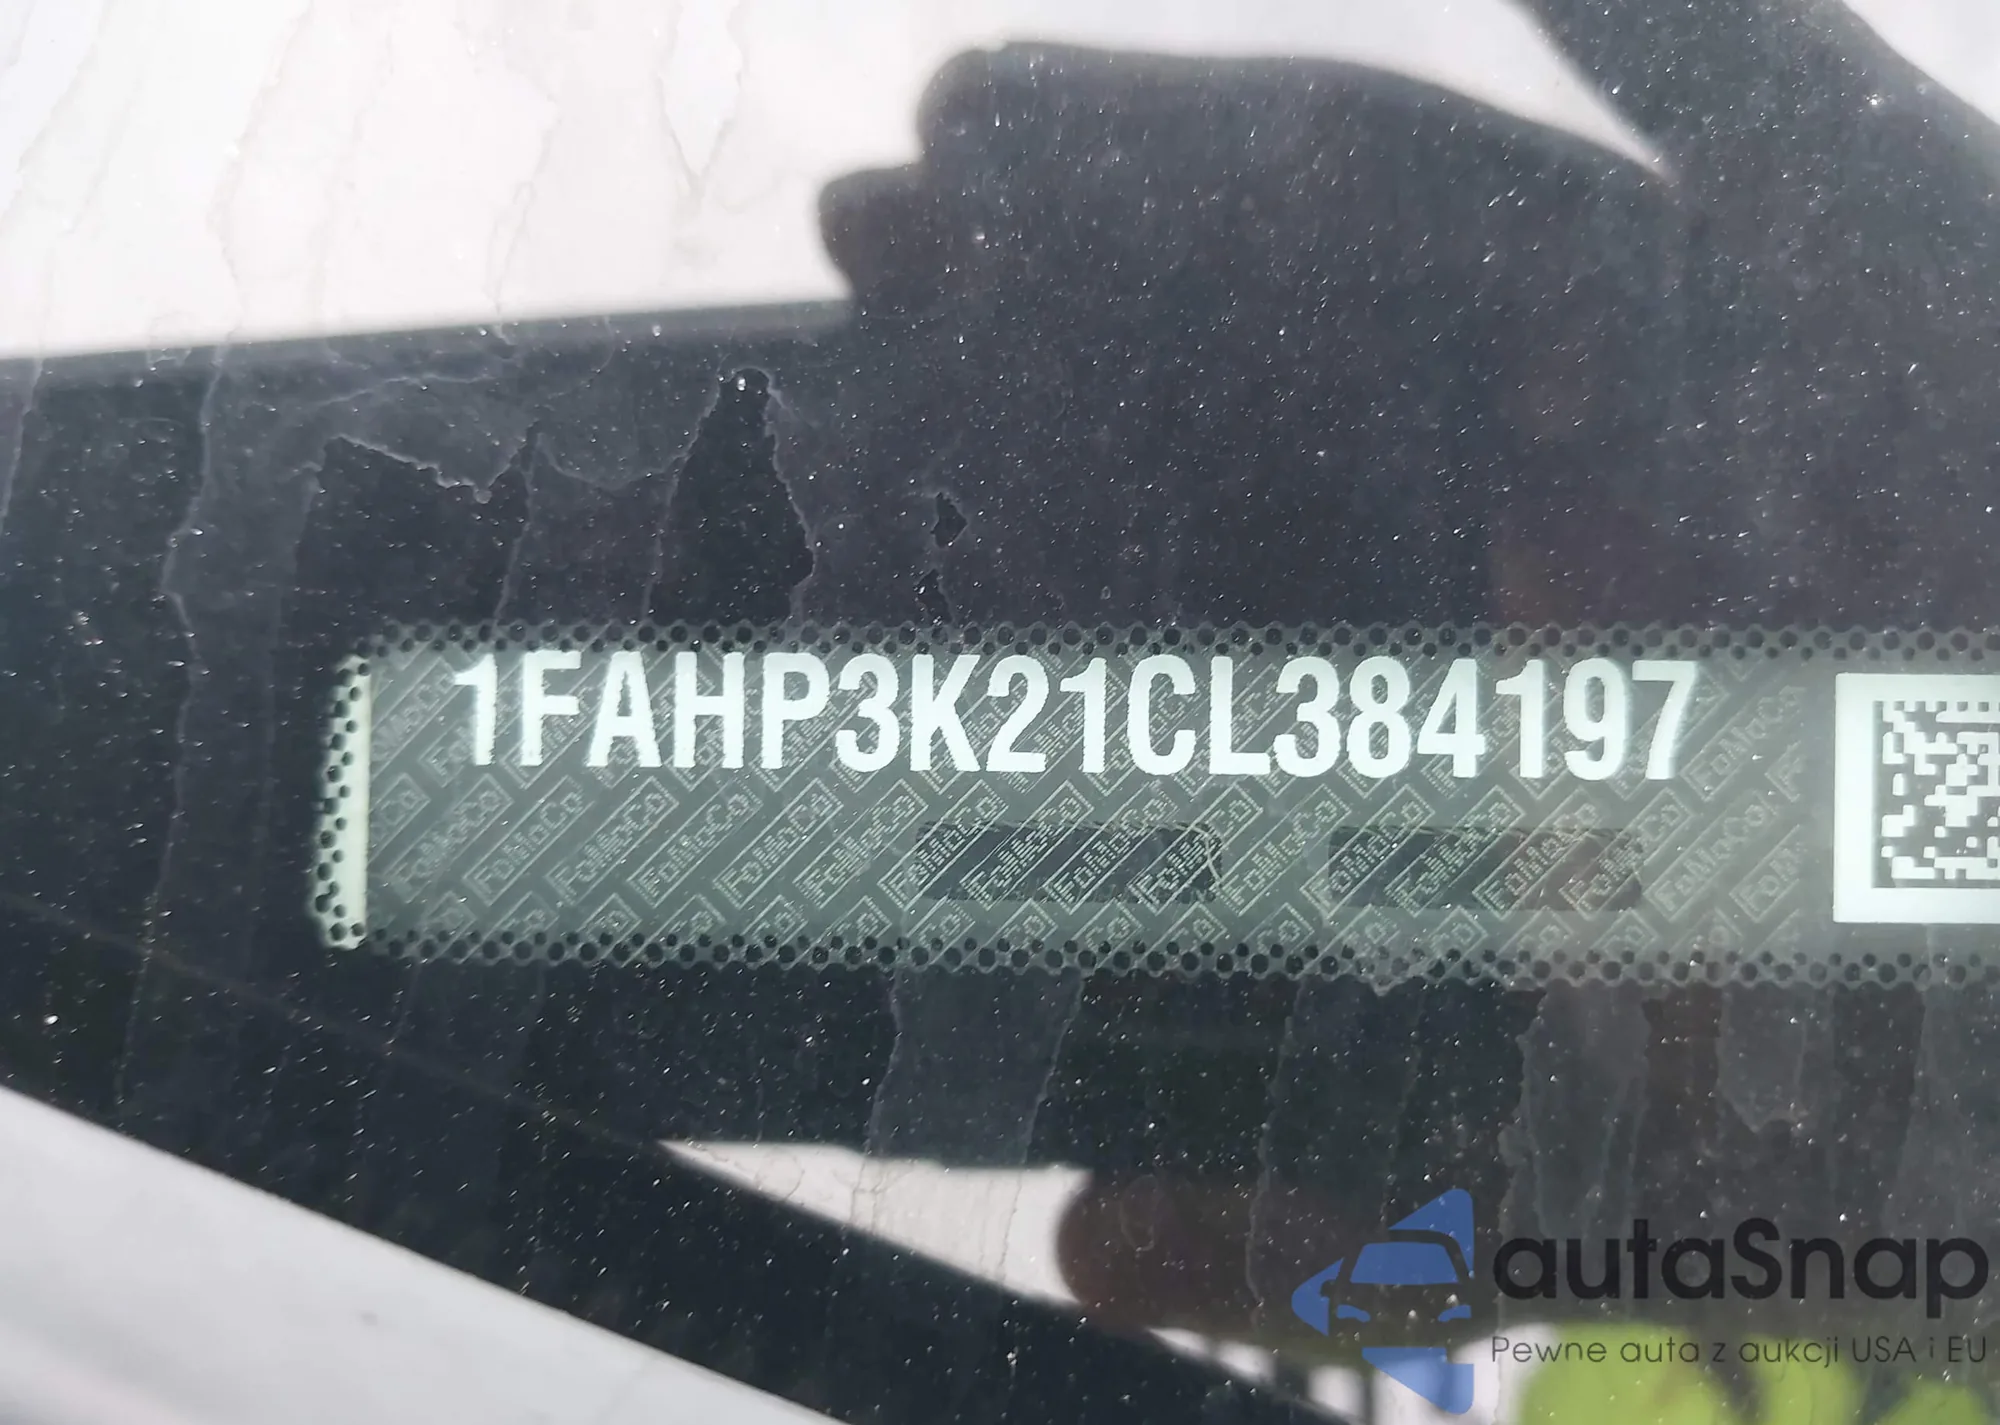 1FAHP3K21CL384197
autaSnap
Pewne auta z aukcji USA i EU